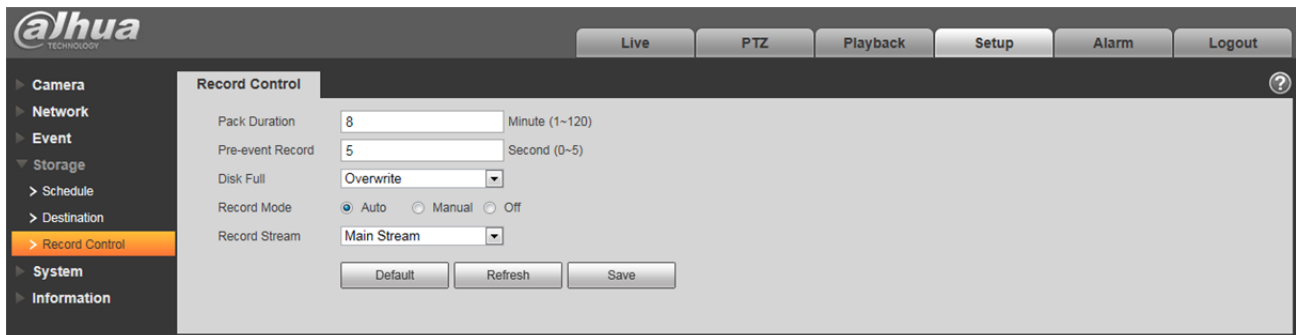 alhua
TECHNOLOGY
Live PTZ Playback Setup Alarm Logout
Camera
Network
Event
Storage
> Schedule
> Destination
> Record Control
System
Information
Record Control
?
Pack Duration 8 Minute (1~120)
Pre-event Record 5 Second (0~5)
Disk Full Overwrite
Record Mode Auto Manual Off
Record Stream Main Stream
Default Refresh Save